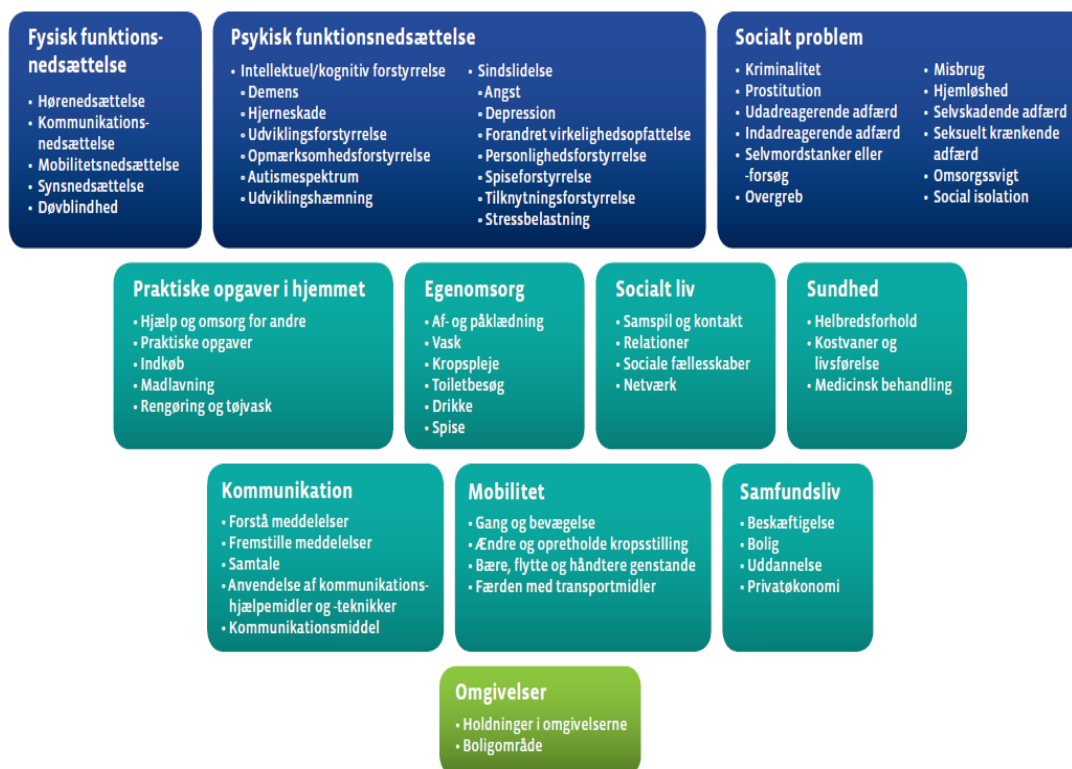 Fysisk funktions-
nedsættelse
• Hørenedsættelse
• Kommunikations-
nedsættelse
• Mobilitetsnedsættelse
• Synsnedsættelse
• Døvblindhed
Psykisk funktionsnedsættelse
• Intellektuel/kognitiv forstyrrelse
▫ Demens
▫ Hjerneskade
▫ Udviklingsforstyrrelse
▫ Opmærksomhedsforstyrrelse
▫ Autismespektrum
▫ Udviklingshæmning
• Sindslidelse
▫ Angst
▫ Depression
▫ Forandret virkelighedsopfattelse
▫ Personlighedsforstyrrelse
▫ Spiseforstyrrelse
▫ Tilknytningsforstyrrelse
▫ Stressbelastning
Socialt problem
• Kriminalitet
• Prostitution
• Udadreagerende adfærd
• Indadreagerende adfærd
• Selvmordstanker eller
-forsøg
• Overgreb
• Misbrug
• Hjemløshed
• Selvskadende adfærd
• Seksuelt krænkende
adfærd
• Omsorgssvigt
• Social isolation
Praktiske opgaver i hjemmet
• Hjælp og omsorg for andre
• Praktiske opgaver
• Indkøb
• Madlavning
• Rengøring og tøjvask
Egenomsorg
• Af- og påklædning
• Vask
• Kropspleje
• Toiletbesøg
• Drikke
• Spise
Socialt liv
• Samspil og kontakt
• Relationer
• Sociale fællesskaber
• Netværk
Sundhed
• Helbredsforhold
• Kostvaner og
livsførelse
• Medicinsk behandling
Kommunikation
• Forstå meddelelser
• Fremstille meddelelser
• Samtale
• Anvendelse af kommunikations-
hjælpemidler og -teknikker
• Kommunikationsmiddel
Mobilitet
• Gang og bevægelse
• Ændre og opretholde kropsstilling
• Bære, flytte og håndtere genstande
• Færden med transportmidler
Samfundsliv
• Beskæftigelse
• Bolig
• Uddannelse
• Privatøkonomi
Omgivelser
• Holdninger i omgivelserne
• Boligområde